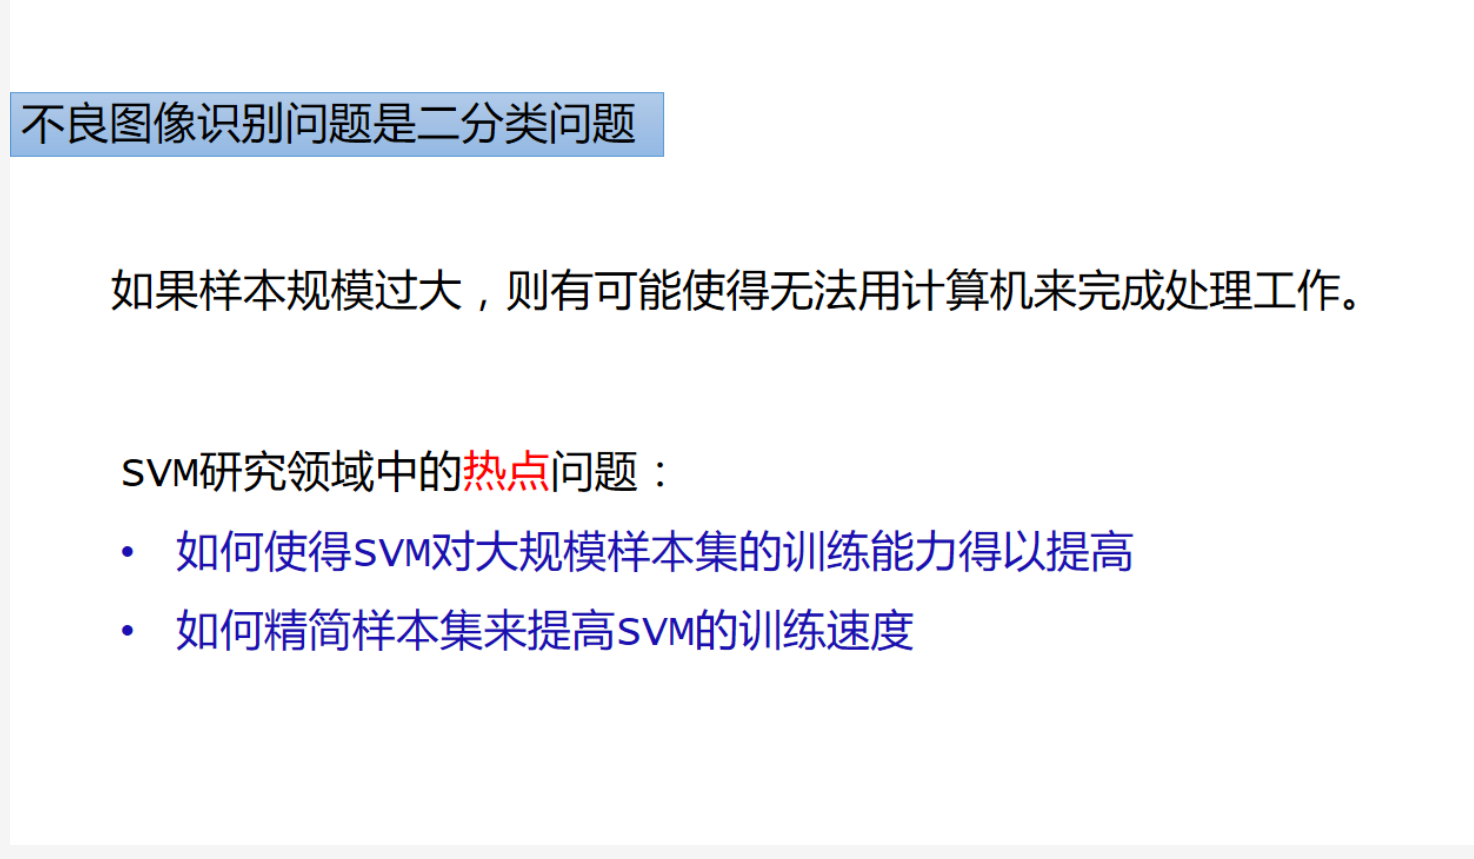 不良图像识别问题是二分类问题
如果样本规模过大，则有可能使得无法用计算机来完成处理工作。
SVM研究领域中的热点问题：
• 如何使得SVM对大规模样本集的训练能力得以提高
• 如何精简样本集来提高SVM的训练速度